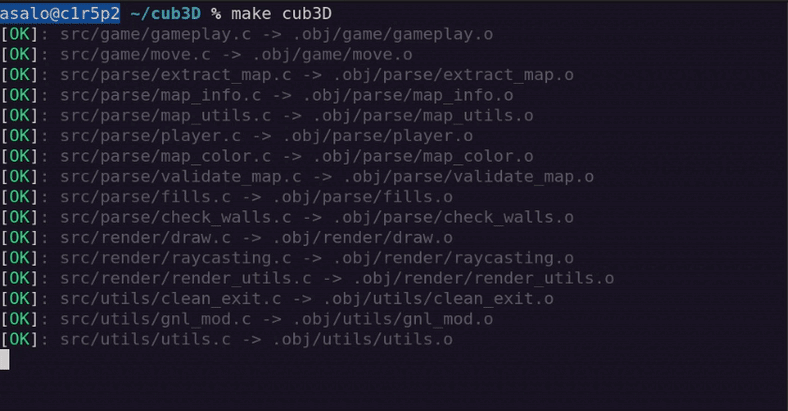 asalo@c1r5p2 ~/cub3D % make cub3D
[OK]: src/game/gameplay.c -> .obj/game/gameplay.o
[OK]: src/game/move.c -> .obj/game/move.o
[OK]: src/parse/extract_map.c -> .obj/parse/extract_map.o
[OK]: src/parse/map_info.c -> .obj/parse/map_info.o
[OK]: src/parse/map_utils.c -> .obj/parse/map_utils.o
[OK]: src/parse/player.c -> .obj/parse/player.o
[OK]: src/parse/map_color.c -> .obj/parse/map_color.o
[OK]: src/parse/validate_map.c -> .obj/parse/validate_map.o
[OK]: src/parse/fills.c -> .obj/parse/fills.o
[OK]: src/parse/check_walls.c -> .obj/parse/check_walls.o
[OK]: src/render/draw.c -> .obj/render/draw.o
[OK]: src/render/raycasting.c -> .obj/render/raycasting.o
[OK]: src/render/render_utils.c -> .obj/render/render_utils.o
[OK]: src/utils/clean_exit.c -> .obj/utils/clean_exit.o
[OK]: src/utils/gnl_mod.c -> .obj/utils/gnl_mod.o
[OK]: src/utils/utils.c -> .obj/utils/utils.o